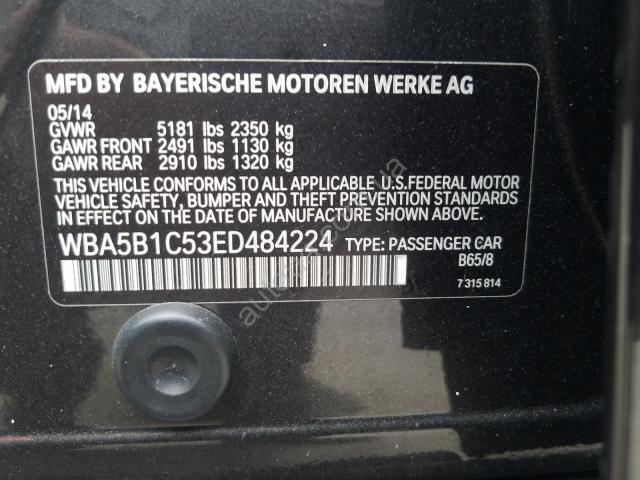 MFD BY BAYERISCHE MOTOREN WERKE AG
05/14
GVWR 5181 lbs 2350 kg
GAWR FRONT 2491 lbs 1130 kg
GAWR REAR 2910 lbs 1320 kg
THIS VEHICLE CONFORMS TO ALL APPLICABLE U.S.FEDERAL MOTOR
VEHICLE SAFETY, BUMPER AND THEFT PREVENTION STANDARDS
IN EFFECT ON THE DATE OF MANUFACTURE SHOWN ABOVE.
WBA5B1C53ED484224 TYPE: PASSENGER CAR
B65/8
7 315 814